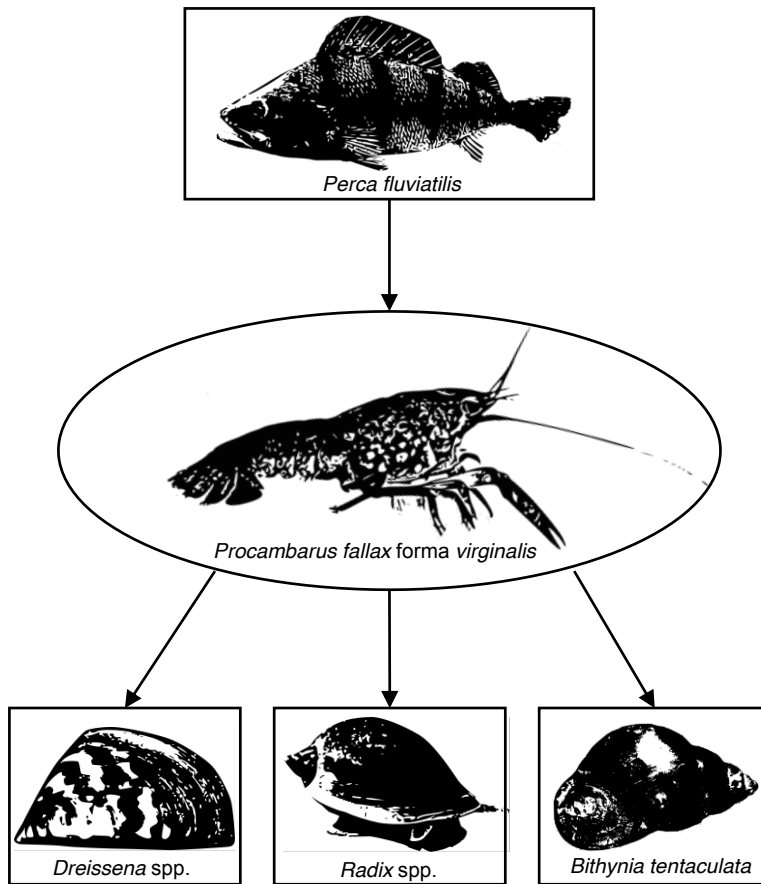 Perca fluviatilis
Procambarus fallax forma virginalis
Dreissena spp.
Radix spp.
Bithynia tentaculata